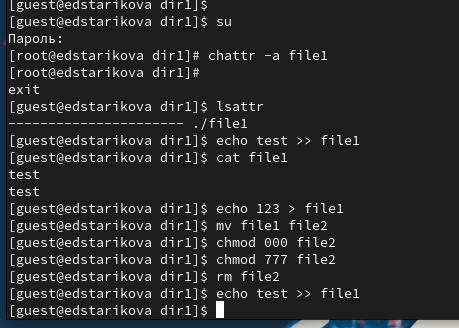 [guest@edstarikova dir1]$
[guest@edstarikova dir1]$ su
Пароль:
[root@edstarikova dir1]# chattr -a file1
[root@edstarikova dir1]#
exit
[guest@edstarikova dir1]$ lsattr
---------------------- ./file1
[guest@edstarikova dir1]$ echo test >> file1
[guest@edstarikova dir1]$ cat file1
test
test
[guest@edstarikova dir1]$ echo 123 > file1
[guest@edstarikova dir1]$ mv file1 file2
[guest@edstarikova dir1]$ chmod 000 file2
[guest@edstarikova dir1]$ chmod 777 file2
[guest@edstarikova dir1]$ rm file2
[guest@edstarikova dir1]$ echo test >> file1
[guest@edstarikova dir1]$